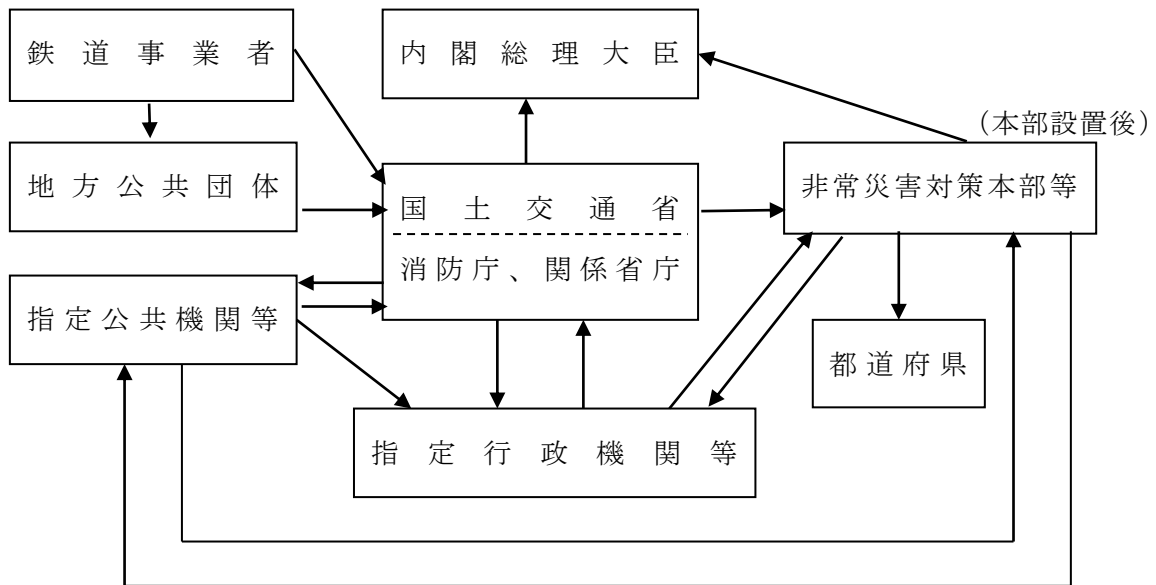 鉄道事業者
内閣総理大臣
(本部設置後)
地方公共団体
国土交通省
消防庁、関係省庁
非常災害対策本部等
指定公共機関等
都道府県
指定行政機関等